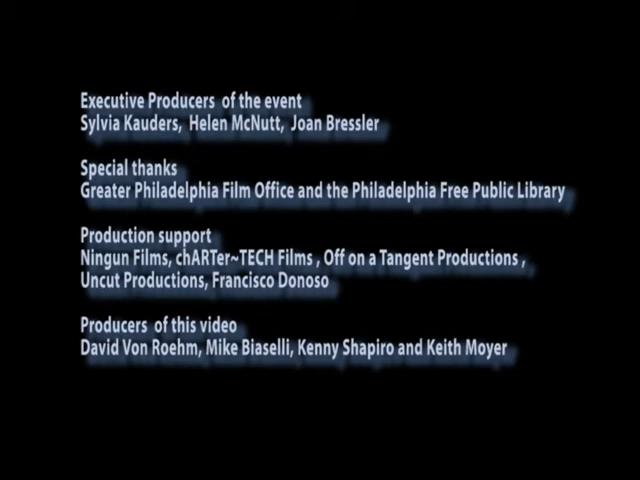 Executive Producers  of the event
Sylvia Kauders,  Helen McNutt,  Joan Bressler
Special thanks
Greater Philadelphia Film Office and the Philadelphia Free Public Library
Production support
Ningun Films, chARTer~TECH Films , Off on a Tangent Productions ,
Uncut Productions, Francisco Donoso
Producers  of this video
David Von Roehm, Mike Biaselli, Kenny Shapiro and Keith Moyer